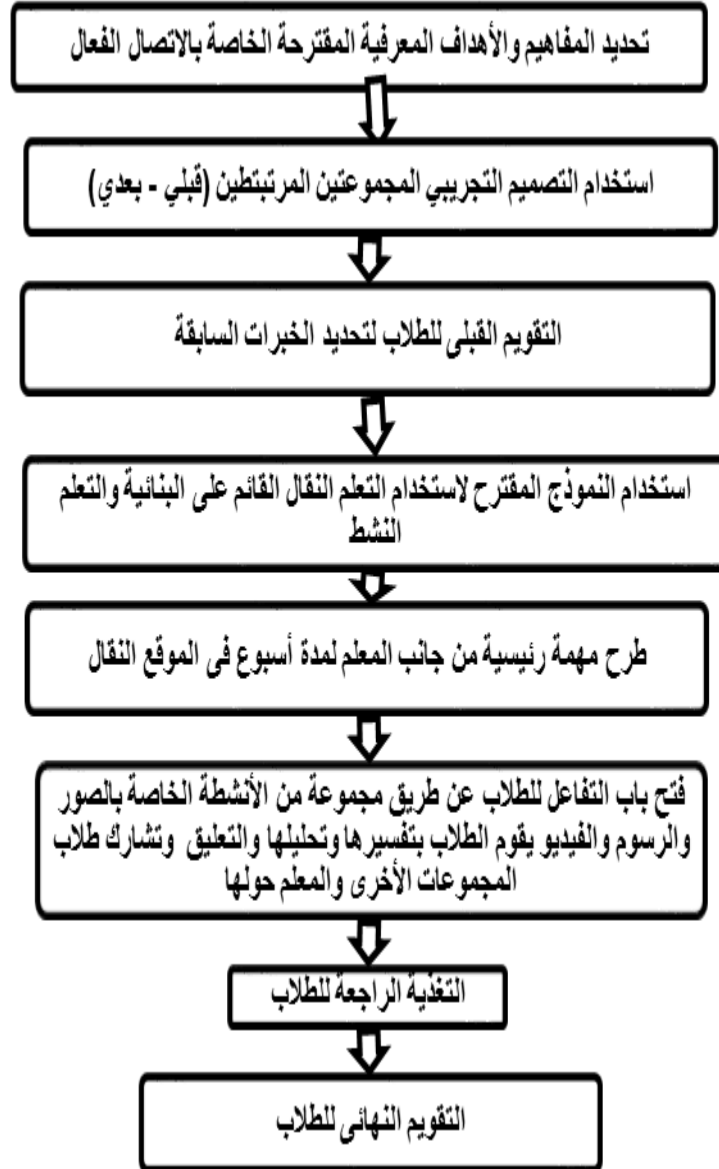 تحديد المفاهيم والأهداف المعرفية المقترحة الخاصة بالاتصال الفعال
استخدام التصميم التجريبي المجموعتين المرتبتطين (قبلي - بعدي)
التقويم القبلى للطلاب لتحديد الخبرات السابقة
استخدام النموذج المقترح لاستخدام التعلم النقال القائم على البنائية والتعلم
النشط
طرح مهمة رئيسية من جانب المعلم لمدة أسبوع فى الموقع النقال
فتح باب التفاعل للطلاب عن طريق مجموعة من الأنشطة الخاصة بالصور
والرسوم والفيديو يقوم الطلاب بتفسيرها وتحليلها والتعليق وتشارك طلاب
المجموعات الأخرى والمعلم حولها
التغذية الراجعة للطلاب
التقويم النهائى للطلاب